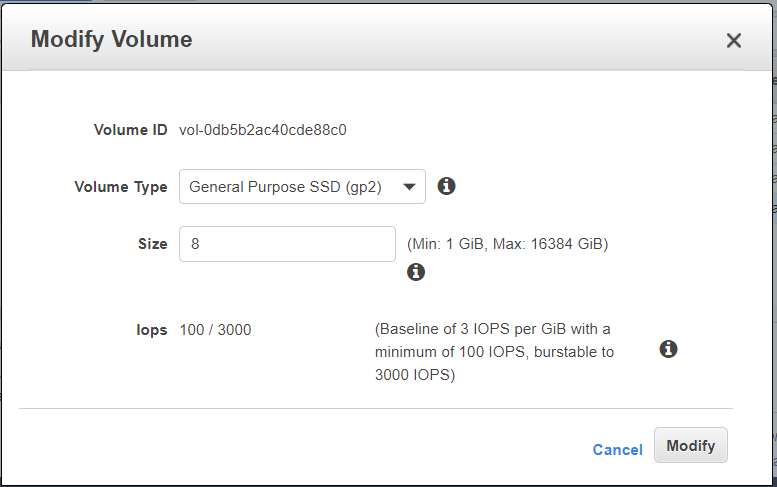 Modify Volume
Volume ID vol-0db5b2ac40cde88c0
Volume Type General Purpose SSD (gp2)
Size 8 (Min: 1 GiB, Max: 16384 GiB)
Iops 100 / 3000 (Baseline of 3 IOPS per GiB with a
minimum of 100 IOPS, burstable to
3000 IOPS)
Cancel Modify